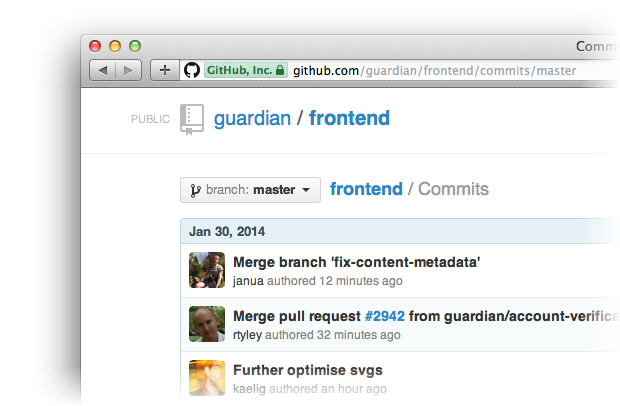 Comm
GitHub, Inc. github.com/guardian/frontend/commits/master
PUBLIC guardian / frontend
branch: master frontend / Commits
Jan 30, 2014
Merge branch 'fix-content-metadata'
janua authored 12 minutes ago
Merge pull request #2942 from guardian/account-verifica
rtyley authored 32 minutes ago
Further optimise svgs
kaelig authored an hour ago